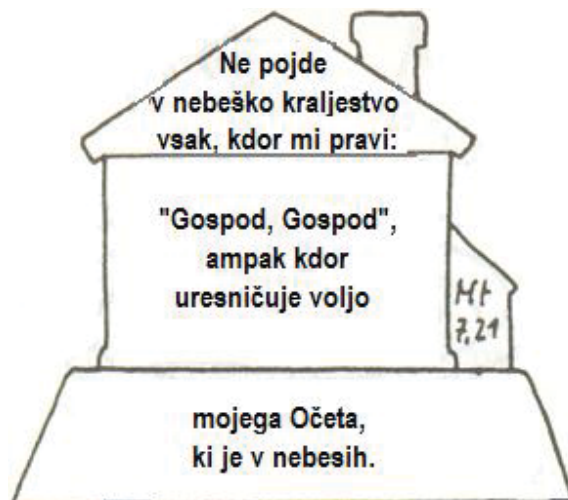 Ne pojde
v nebeško kraljestvo
vsak, kdor mi pravi:
"Gospod, Gospod",
ampak kdor
uresničuje voljo
Mt
7,21
mojega Očeta,
ki je v nebesih.